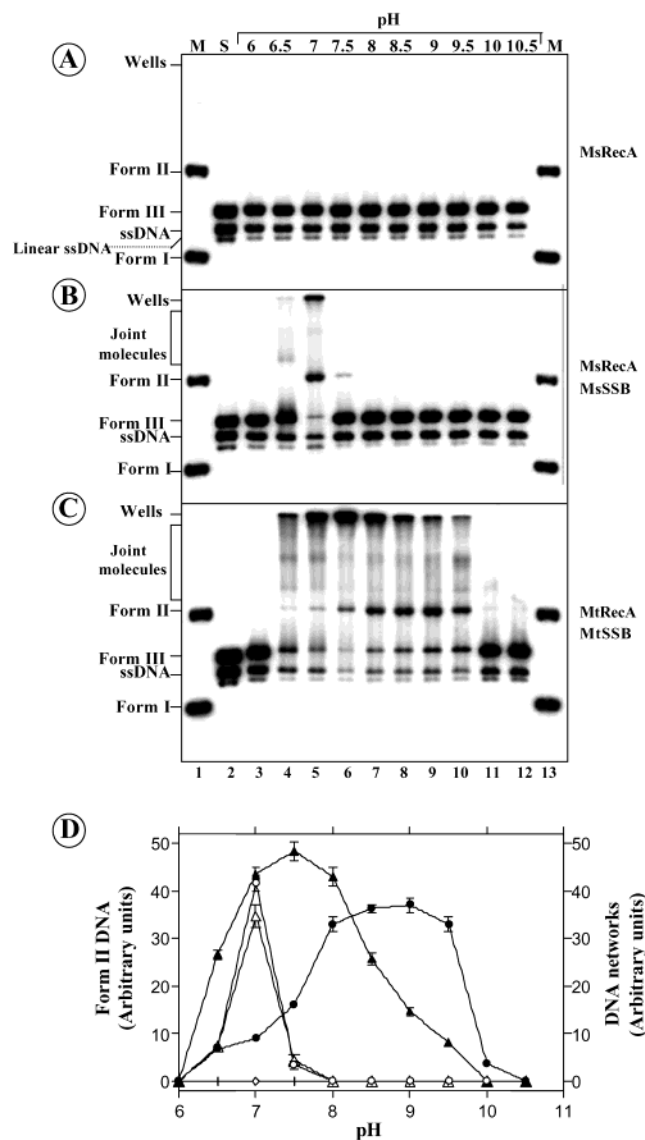 pH
M S 6 6.5 7 7.5 8 8.5 9 9.5 10 10.5 M
A
Wells
Form II
MsRecA
Form III
ssDNA
Linear ssDNA
Form I
B
Wells
Joint
molecules
Form II
MsRecA
MsSSB
Form III
ssDNA
Form I
C
Wells
Joint
molecules
Form II
MtRecA
MtSSB
Form III
ssDNA
Form I
1 2 3 4 5 6 7 8 9 10 11 12 13
D
50
40
30
20
10
0
Form II DNA
(Arbitrary units)
50
40
30
20
10
0
DNA networks
(Arbitrary units)
6 7 8 9 10 11
pH